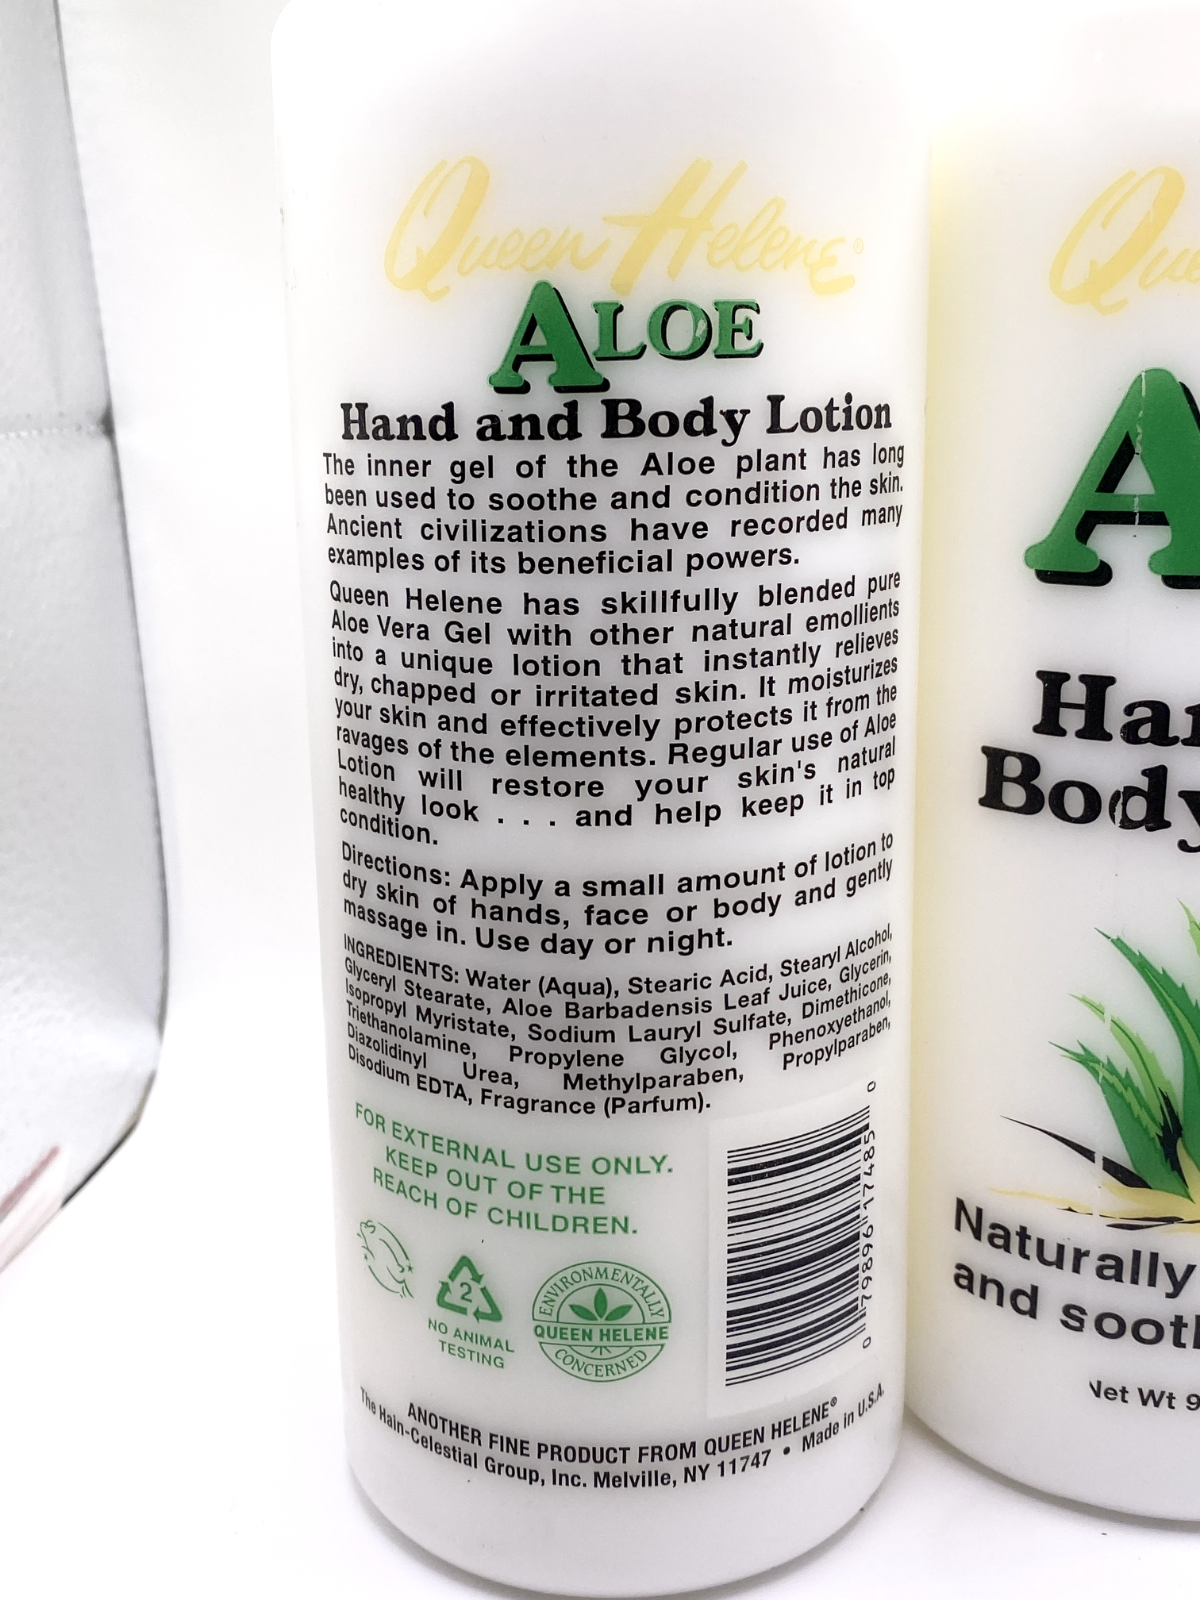 Queen Helene®
ALOE
Hand and Body Lotion
The inner gel of the Aloe plant has long
been used to soothe and condition the skin.
Ancient civilizations have recorded many
examples of its beneficial powers.
Queen Helene has skillfully blended pure
Aloe Vera Gel with other natural emollients
into a unique lotion that instantly relieves
dry, chapped or irritated skin. It moisturizes
your skin and effectively protects it from the
ravages of the elements. Regular use of Aloe
Lotion will restore your skin's natural
healthy look . . . and help keep it in top
condition.
Directions: Apply a small amount of lotion to
dry skin of hands, face or body and gently
massage in. Use day or night.
INGREDIENTS: Water (Aqua), Stearic Acid, Stearyl Alcohol,
Glyceryl Stearate, Aloe Barbadensis Leaf Juice, Glycerin,
Isopropyl Myristate, Sodium Lauryl Sulfate, Dimethicone,
Triethanolamine, Propylene Glycol, Phenoxyethanol,
Diazolidinyl Urea, Methylparaben, Propylparaben,
Disodium EDTA, Fragrance (Parfum).
FOR EXTERNAL USE ONLY.
KEEP OUT OF THE
REACH OF CHILDREN.
2
NO ANIMAL
TESTING
ENVIRONMENTALLY
QUEEN HELENE
CONCERNED
0 79896 17485 0
ANOTHER FINE PRODUCT FROM QUEEN HELENE®
The Hain-Celestial Group, Inc. Melville, NY 11747 • Made in U.S.A.
Que
A
Han
Body
Naturally
and sooth
Net Wt 9